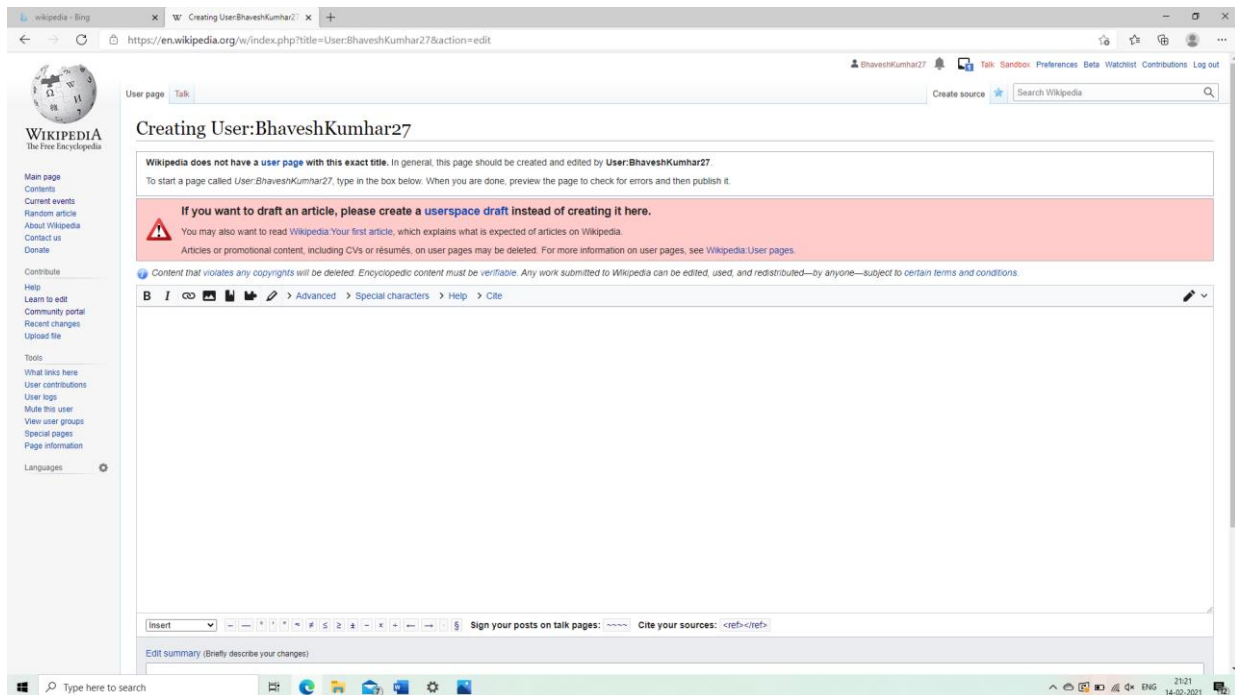 wikipedia - Bing
W Creating User:BhaveshKumhar27
https://en.wikipedia.org/w/index.php?title=User:BhaveshKumhar27&action=edit
BhaveshKumhar27 Talk Sandbox Preferences Beta Watchlist Contributions Log out
User page Talk Create source Search Wikipedia
WIKIPEDIA
The Free Encyclopedia
Main page
Contents
Current events
Random article
About Wikipedia
Contact us
Donate
Contribute
Help
Learn to edit
Community portal
Recent changes
Upload file
Tools
What links here
User contributions
User logs
Mute this user
View user groups
Special pages
Page information
Languages
Creating User:BhaveshKumhar27
Wikipedia does not have a user page with this exact title. In general, this page should be created and edited by User:BhaveshKumhar27.
To start a page called User:BhaveshKumhar27, type in the box below. When you are done, preview the page to check for errors and then publish it.
If you want to draft an article, please create a userspace draft instead of creating it here.
You may also want to read Wikipedia:Your first article, which explains what is expected of articles on Wikipedia.
Articles or promotional content, including CVs or résumés, on user pages may be deleted. For more information on user pages, see Wikipedia:User pages.
Content that violates any copyrights will be deleted. Encyclopedic content must be verifiable. Any work submitted to Wikipedia can be edited, used, and redistributed—by anyone—subject to certain terms and conditions.
B I > Advanced > Special characters > Help > Cite
Insert – — ° ′ ″ ≈ ≠ ≤ ≥ ± − × ÷ ← → · § Sign your posts on talk pages: ~~~~ Cite your sources: <ref></ref>
Edit summary (Briefly describe your changes)
Type here to search
ENG
21:21
14-02-2021